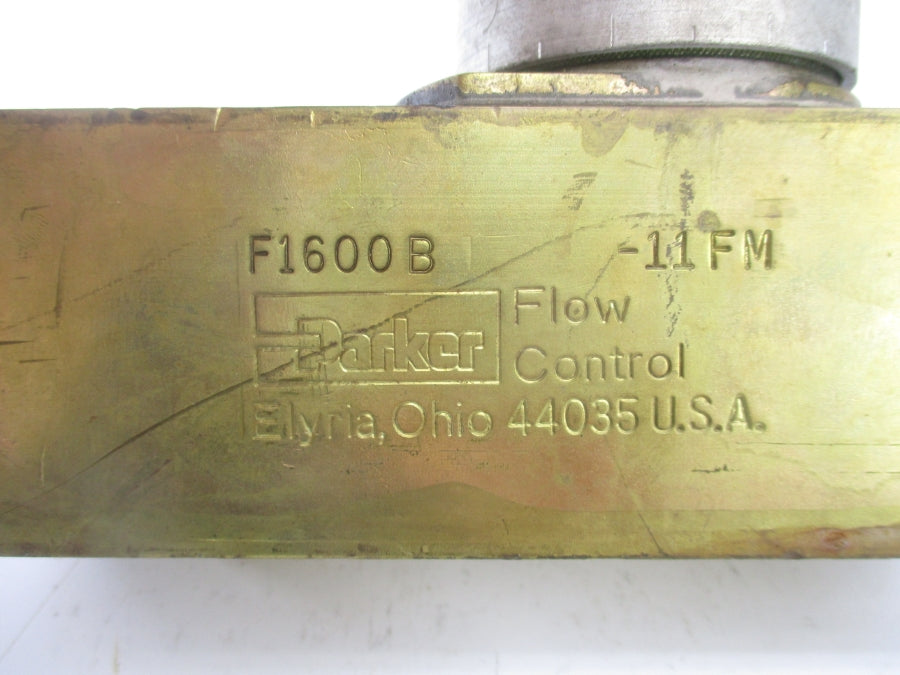 F1600B -11FM
Parker Flow Control
Elyria, Ohio 44035 U.S.A.